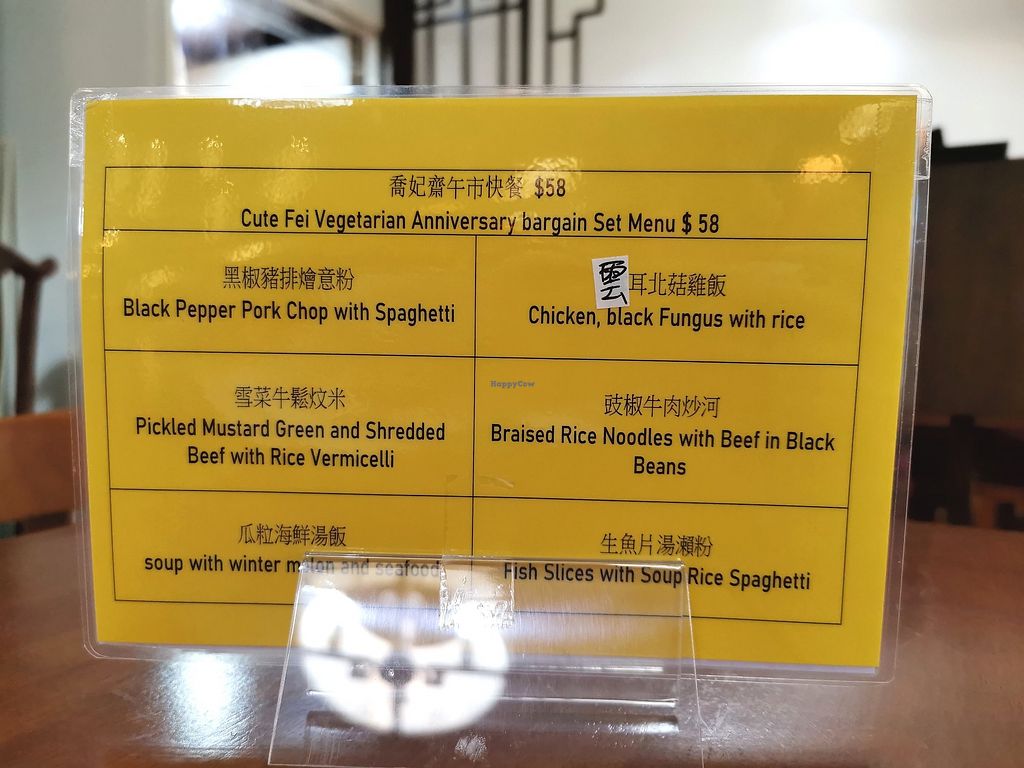 喬妃齋午市快餐 $58
Cute Fei Vegetarian Anniversary bargain Set Menu $ 58
黑椒豬排燴意粉
Black Pepper Pork Chop with Spaghetti
雲耳北菇雞飯
Chicken, black Fungus with rice
HappyCow
雪菜牛鬆炆米
Pickled Mustard Green and Shredded
Beef with Rice Vermicelli
豉椒牛肉炒河
Braised Rice Noodles with Beef in Black
Beans
瓜粒海鮮湯飯
soup with winter melon and seafood
生魚片湯瀨粉
Fish Slices with Soup Rice Spaghetti